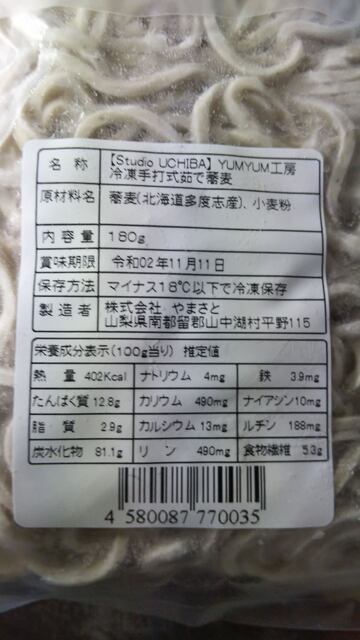 名称 【Studio UCHIBA】YUMYUM工房
冷凍手打式茹で蕎麦
原材料名 蕎麦(北海道多度志産)、小麦粉
内容量 180g
賞味期限 令和02年11月11日
保存方法 マイナス18℃以下で冷凍保存
製造者 株式会社 やまさと
山梨県南都留郡山中湖村平野115
栄養成分表示(100g当り) 推定値
熱量 402Kcal ナトリウム 4mg 鉄 3.9mg
たんぱく質 12.8g カリウム 490mg ナイアシン 10mg
脂質 2.9g カルシウム 13mg ルチン 188mg
炭水化物 81.1g リン 490mg 食物繊維 5.3g
4 580087 770035